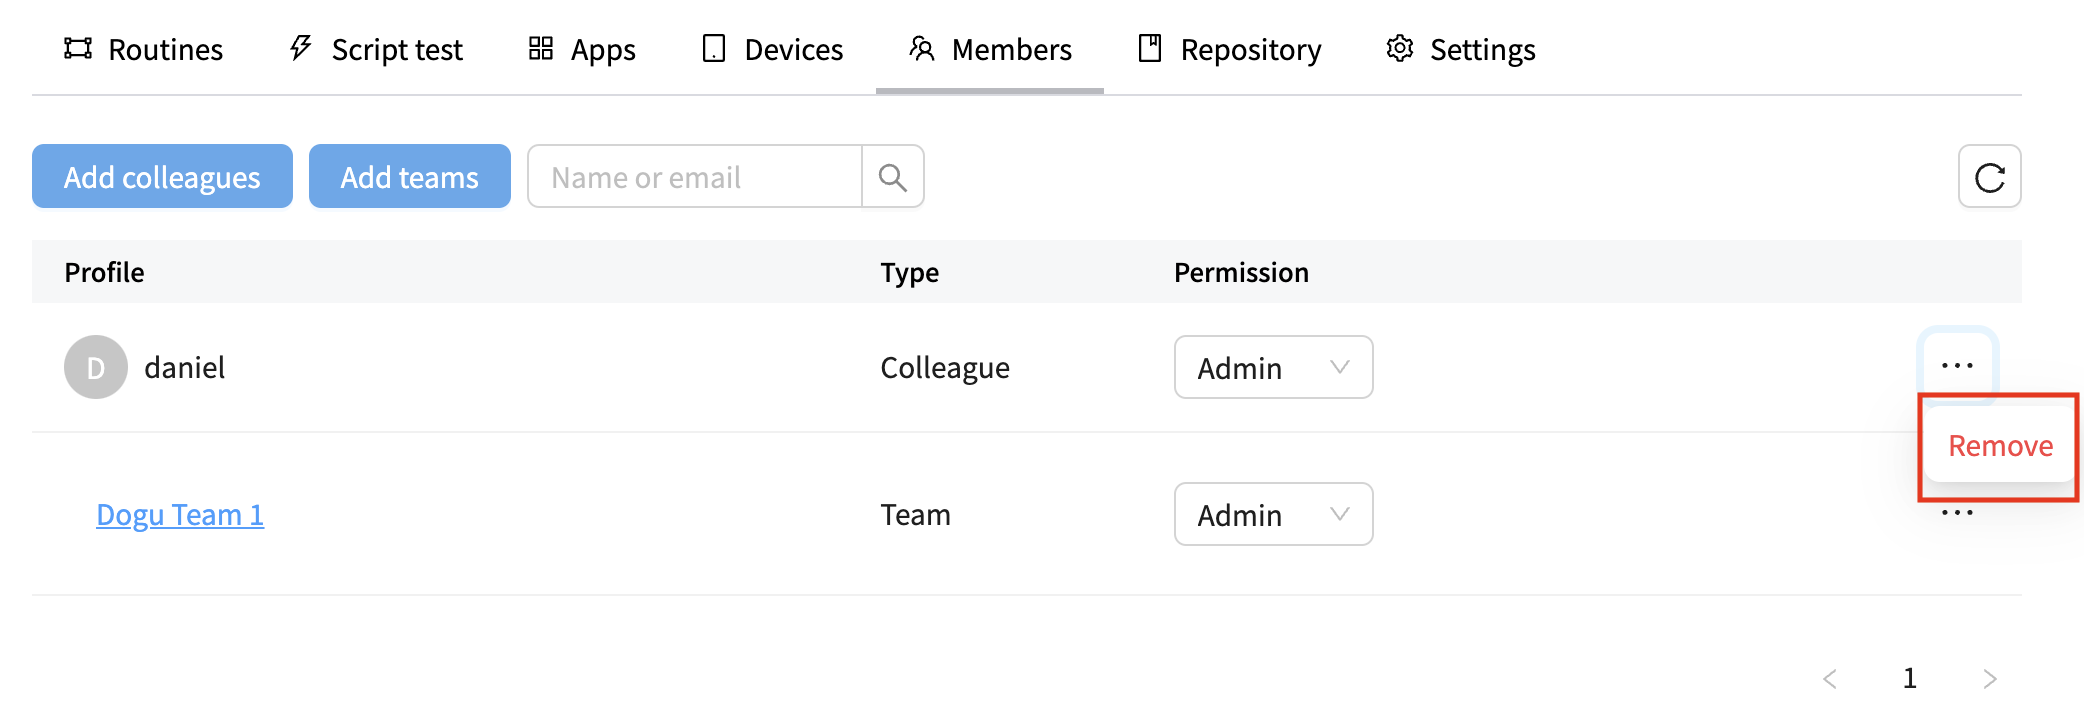 Routines Script test Apps Devices Members Repository Settings
Add colleagues Add teams Name or email
Profile Type Permission
D daniel Colleague Admin ...
Remove
Dogu Team 1 Team Admin ...
< 1 >